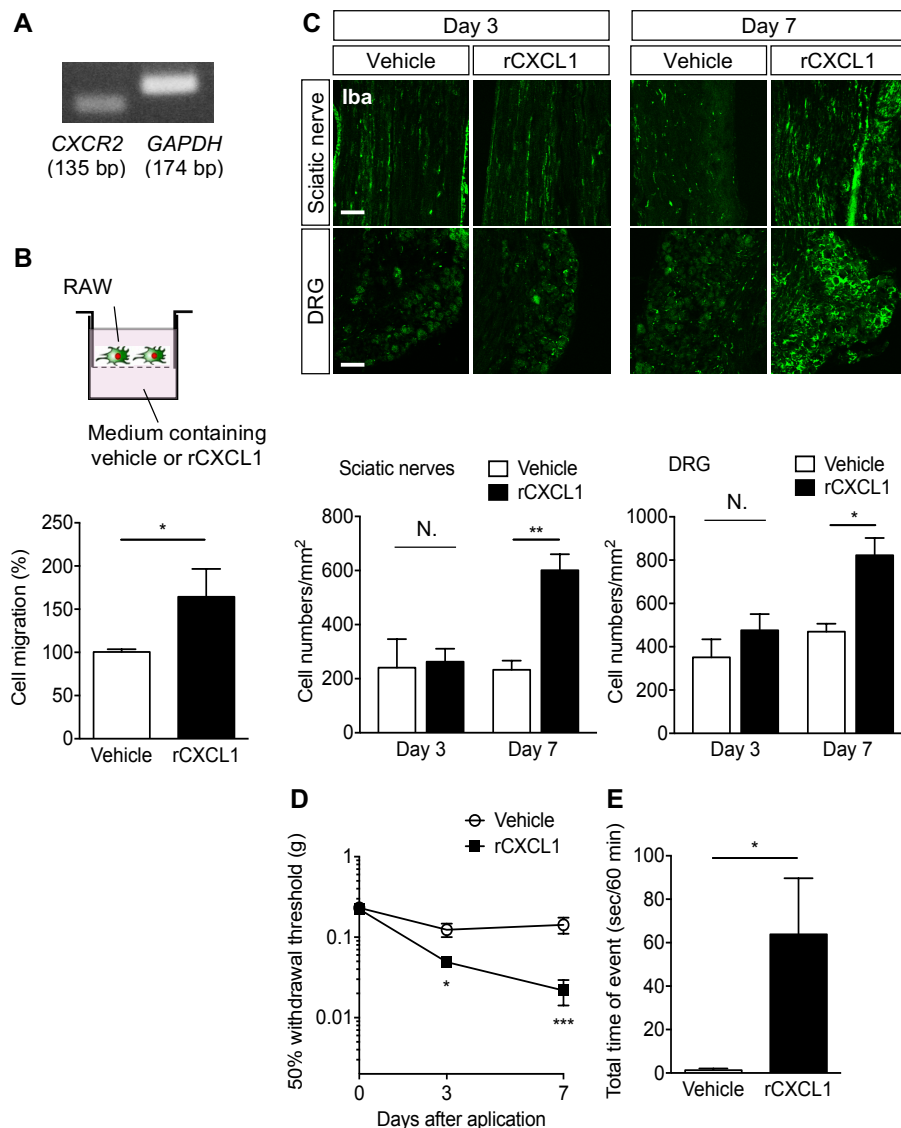 A
CXCR2 GAPDH
(135 bp) (174 bp)
B
RAW
Medium containing
vehicle or rCXCL1
Cell migration (%)
250
200
150
100
50
0
*
Vehicle rCXCL1
C
Day 3 Day 7
Vehicle rCXCL1 Vehicle rCXCL1
Iba
Sciatic nerve
DRG
Sciatic nerves
Vehicle
rCXCL1
Cell numbers/mm2
800
600
400
200
0
N.
**
Day 3 Day 7
DRG
Vehicle
rCXCL1
Cell numbers/mm2
1000
800
600
400
200
0
N.
*
Day 3 Day 7
D
Vehicle
rCXCL1
50% withdrawal threshold (g)
1
0.1
0.01
*
***
0 3 7
Days after aplication
E
Total time of event (sec/60 min)
100
80
60
40
20
0
*
Vehicle rCXCL1